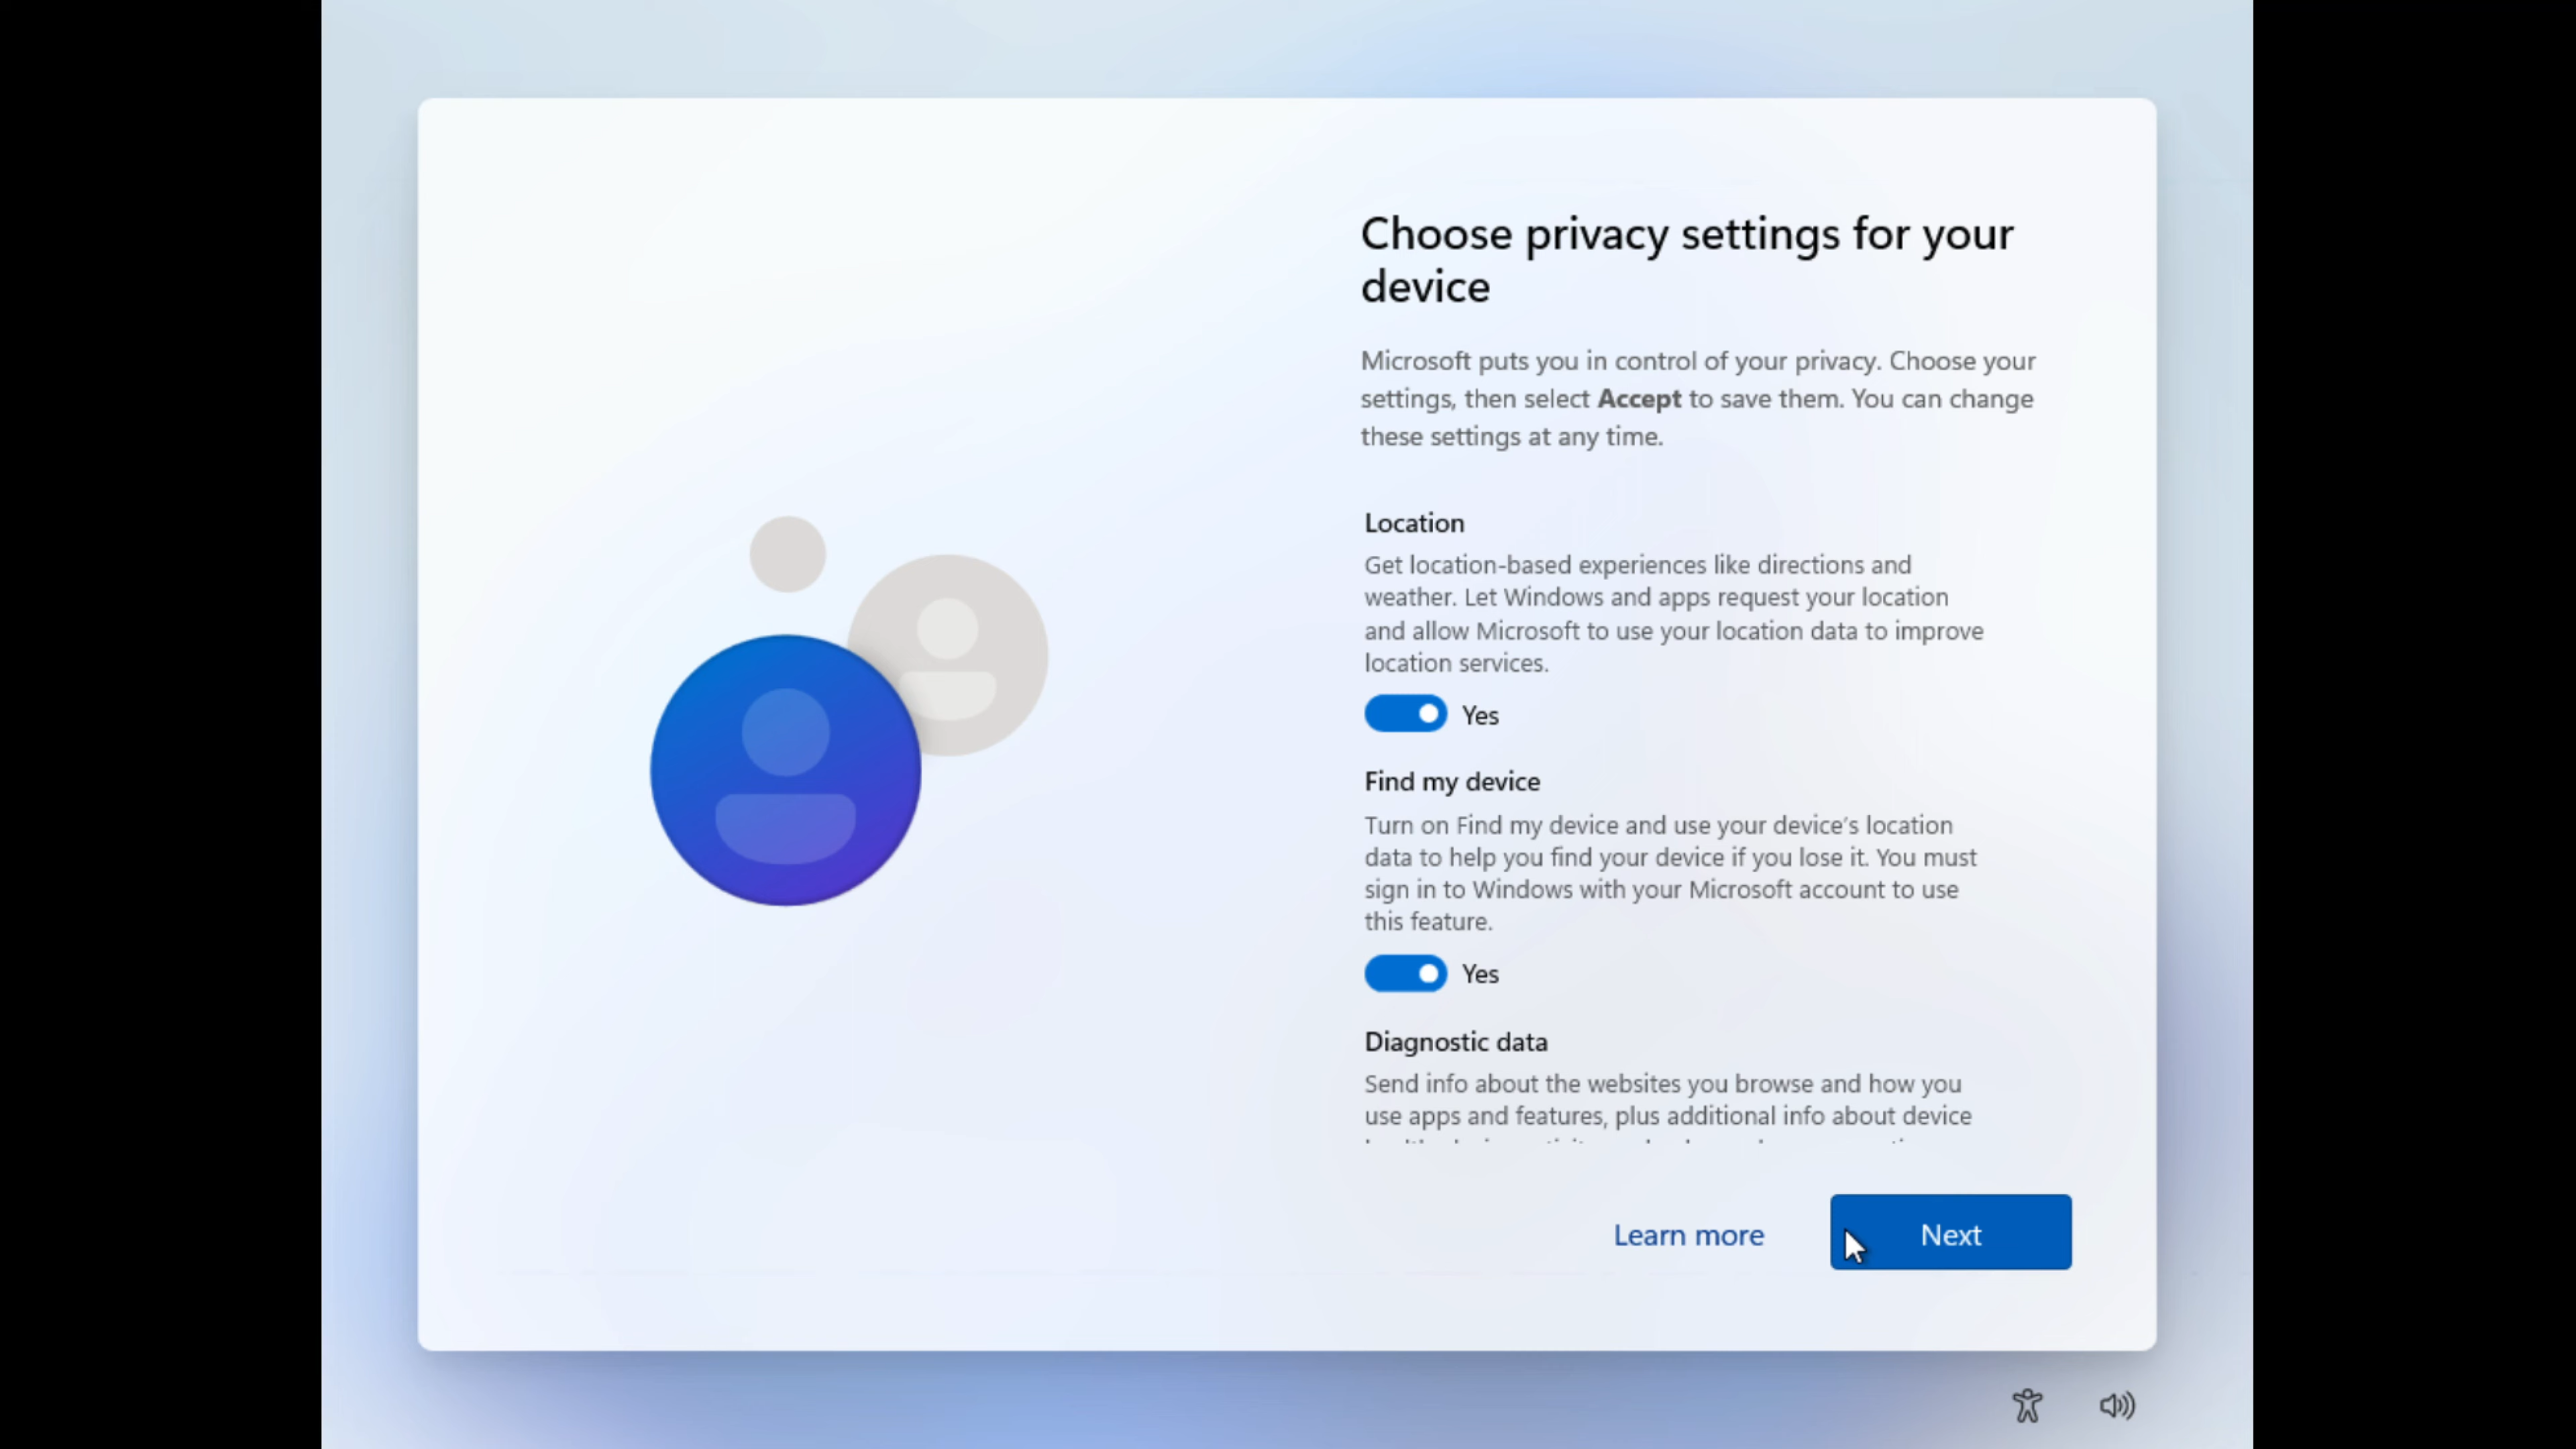 Choose privacy settings for your
device
Microsoft puts you in control of your privacy. Choose your
settings, then select Accept to save them. You can change
these settings at any time.
Location
Get location-based experiences like directions and
weather. Let Windows and apps request your location
and allow Microsoft to use your location data to improve
location services.
Yes
Find my device
Turn on Find my device and use your device’s location
data to help you find your device if you lose it. You must
sign in to Windows with your Microsoft account to use
this feature.
Yes
Diagnostic data
Send info about the websites you browse and how you
use apps and features, plus additional info about device
Learn more
Next